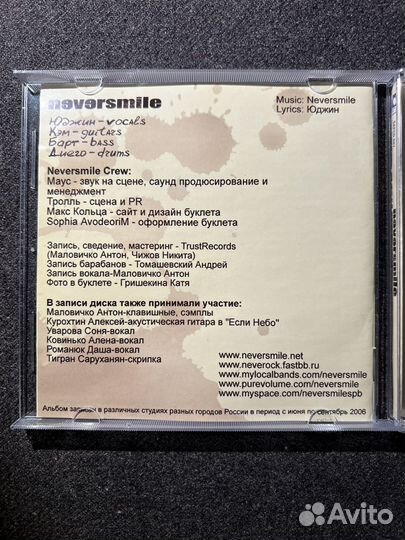 neversmile
Music: Neversmile
Lyrics: Юджин
Юджин-vocals
Кэм-guitars
Барт-bass
Диего-drums
Neversmile Crew:
Маус - звук на сцене, саунд продюсирование и
менеджмент
Тролль - сцена и PR
Макс Кольца - сайт и дизайн буклета
Sophia AvodeoriM - оформление буклета
Запись, сведение, мастеринг - TrustRecords
(Маловичко Антон, Чижов Никита)
Запись барабанов - Томашевский Андрей
Запись вокала-Маловичко Антон
Фото в буклете - Гришекина Катя
В записи диска также принимали участие:
Маловичко Антон-клавишные, сэмплы
Курохтин Алексей-акустическая гитара в "Если Небо"
Уварова Соня-вокал
Ковинько Алена-вокал
Романюк Даша-вокал
Тигран Саруханян-скрипка
www.neversmile.net
www.neverock.fastbb.ru
www.mylocalbands.com/neversmile
www.purevolume.com/neversmile
www.myspace.com/neversmilespb
Альбом записан в различных студиях разных городов России в период с июня по сентябрь 2006
Avito